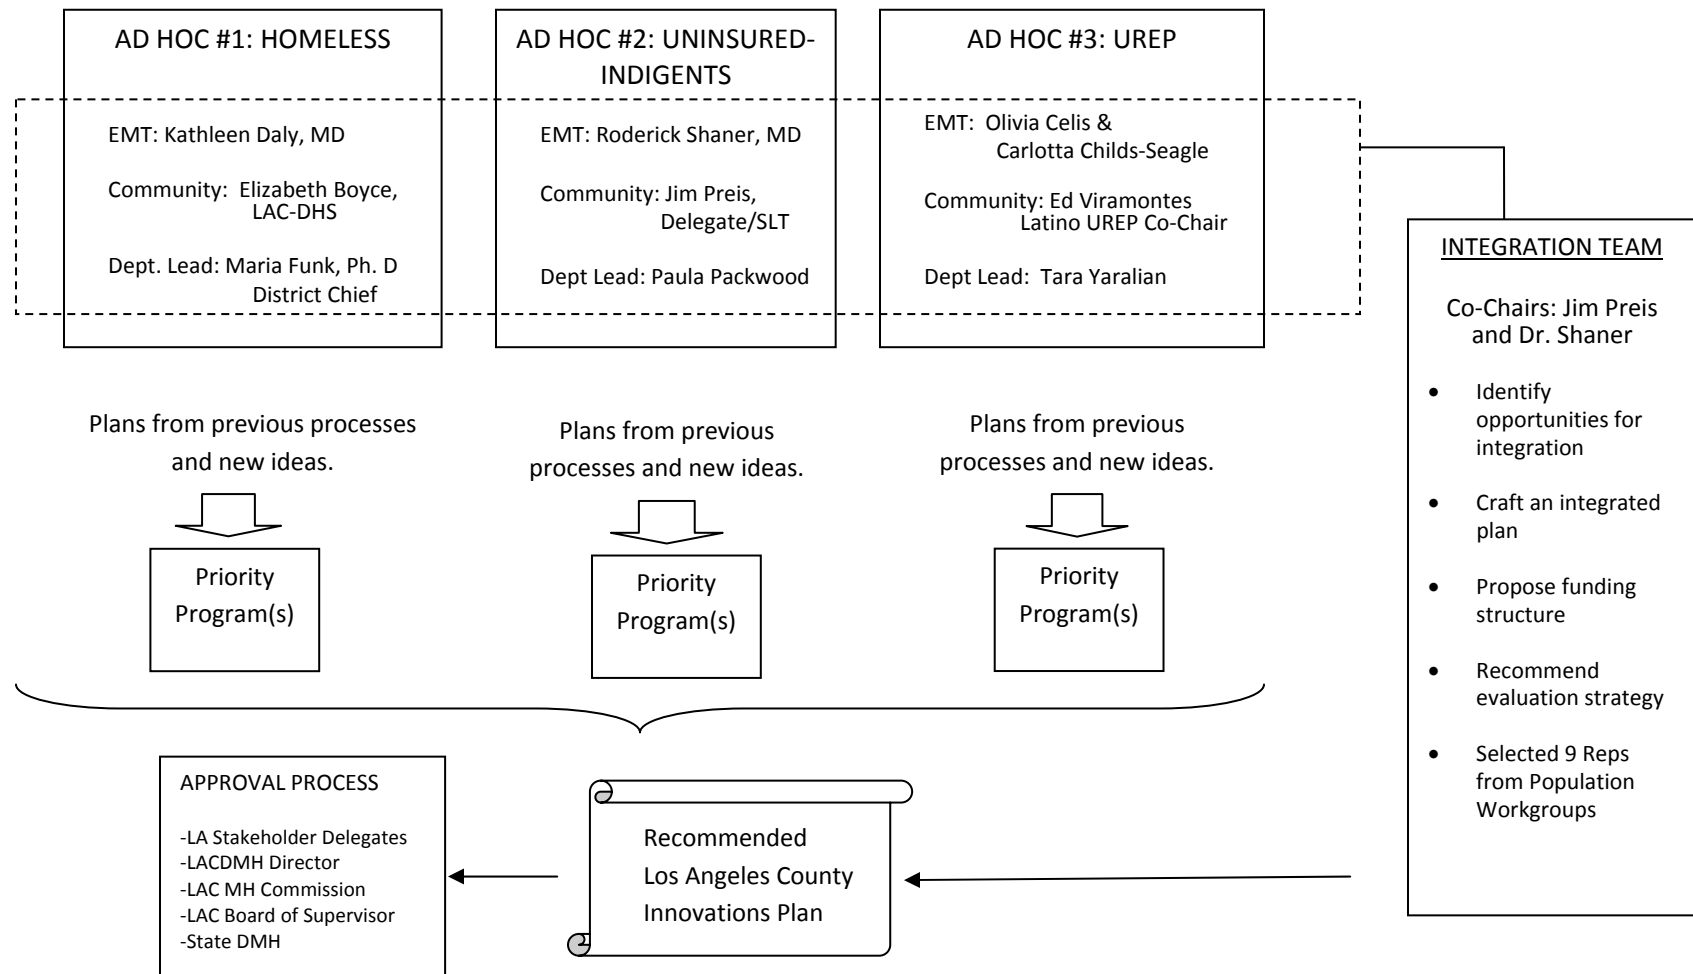 AD HOC #1: HOMELESS
EMT: Kathleen Daly, MD
Community:  Elizabeth Boyce,
LAC-DHS
Dept. Lead: Maria Funk, Ph. D
District Chief
AD HOC #2: UNINSURED-
INDIGENTS
EMT: Roderick Shaner, MD
Community: Jim Preis,
Delegate/SLT
Dept Lead: Paula Packwood
AD HOC #3: UREP
EMT:  Olivia Celis &
Carlotta Childs-Seagle
Community: Ed Viramontes
Latino UREP Co-Chair
Dept Lead:  Tara Yaralian
INTEGRATION TEAM
Co-Chairs: Jim Preis
and Dr. Shaner
• Identify
opportunities for
integration
• Craft an integrated
plan
• Propose funding
structure
• Recommend
evaluation strategy
• Selected 9 Reps
from Population
Workgroups
Plans from previous processes
and new ideas.
Plans from previous
processes and new ideas.
Plans from previous
processes and new ideas.
Priority
Program(s)
Priority
Program(s)
Priority
Program(s)
APPROVAL PROCESS
-LA Stakeholder Delegates
-LACDMH Director
-LAC MH Commission
-LAC Board of Supervisor
-State DMH
Recommended
Los Angeles County
Innovations Plan